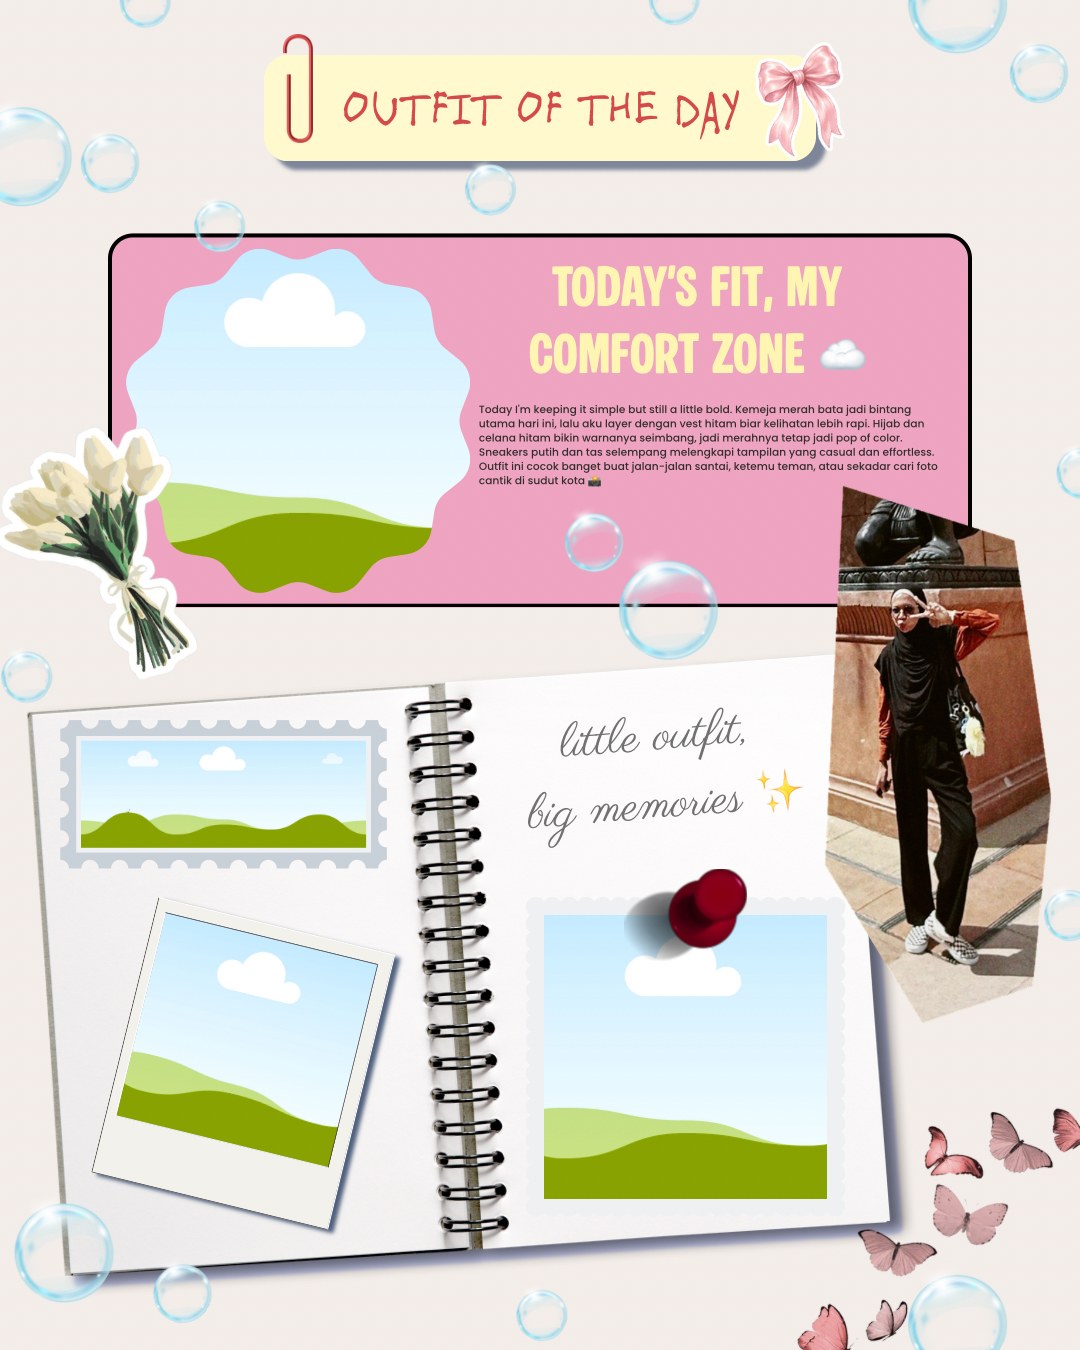 OUTFIT OF THE DAY
TODAY'S FIT, MY
COMFORT ZONE ☁️
Today I'm keeping it simple but still a little bold. Kemeja merah bata jadi bintang
utama hari ini, lalu aku layer dengan vest hitam biar kelihatan lebih rapi. Hijab dan
celana hitam bikin warnanya seimbang, jadi merahnya tetap jadi pop of color.
Sneakers putih dan tas selempang melengkapi tampilan yang casual dan effortless.
Outfit ini cocok banget buat jalan-jalan santai, ketemu teman, atau sekadar cari foto
cantik di sudut kota 📸
little outfit,
big memories ✨